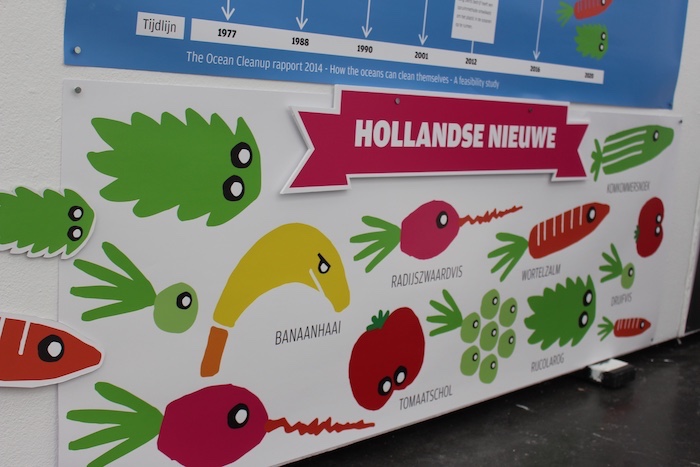 Tijdlijn
1977
1988
1990
2001
2012
2016
2020
The Ocean Cleanup rapport 2014 - How the oceans can clean themselves - A feasibility study
HOLLANDSE NIEUWE
KOMKOMMERSNOEK
RADIJSZWAARDVIS
WORTELZALM
DRUIFVIS
BANAANHAAI
TOMAATSCHOL
RUCOLAROG